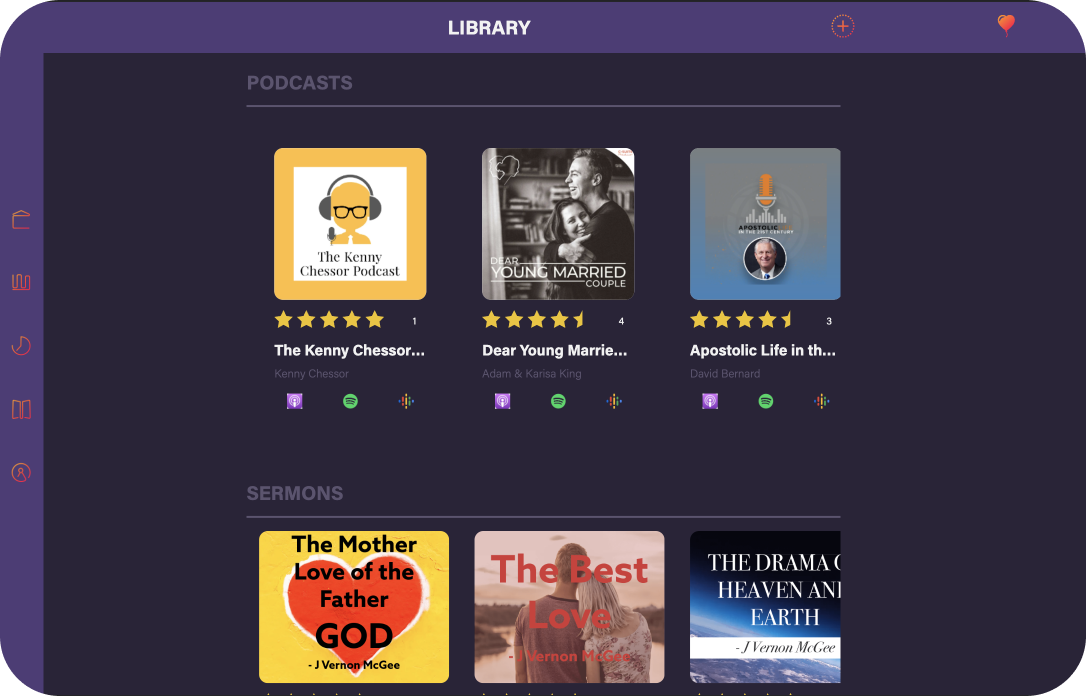 LIBRARY
PODCASTS
The Kenny
Chessor Podcast
DEAR
YOUNG MARRIED
COUPLE
APOSTOLIC
IN THE 21ST CENTURY
1
4
3
The Kenny Chessor...
Dear Young Marrie...
Apostolic Life in th...
Kenny Chessor
Adam & Karisa King
David Bernard
SERMONS
The Mother
Love of the
Father
GOD
- J Vernon McGee
The Best
Love
- J Vernon McGee
THE DRAMA O
HEAVEN AN
EARTH
- J Vernon McGee